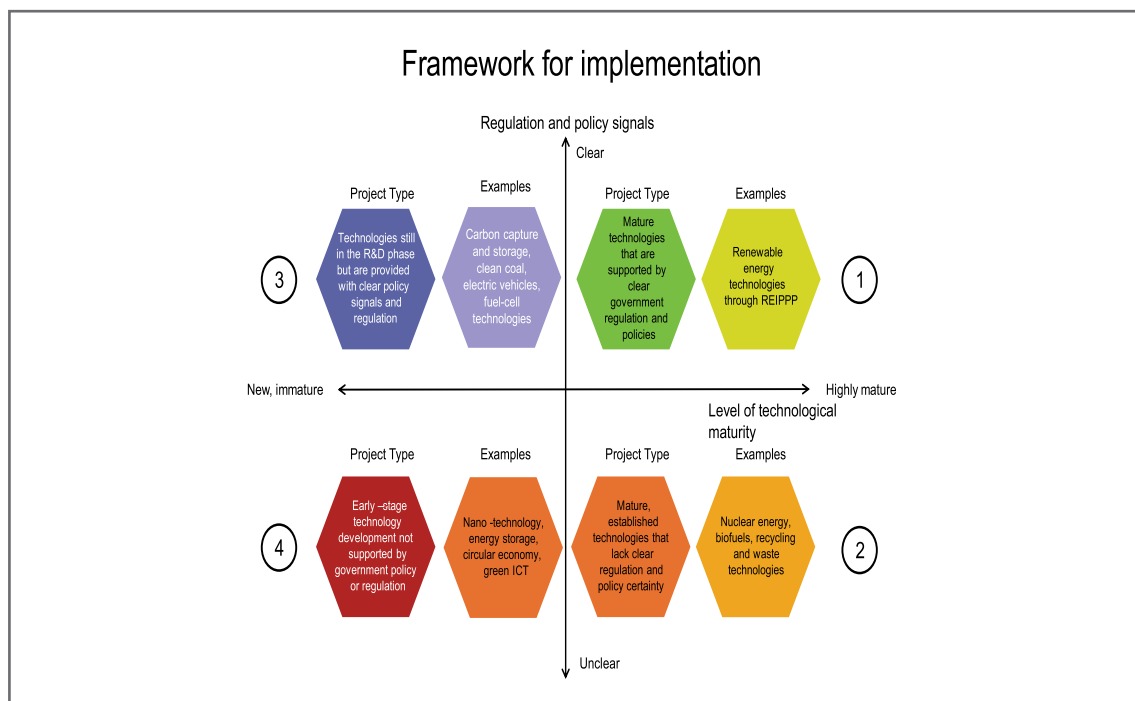 Framework for implementation
Regulation and policy signals
Clear
Project Type
Technologies still
in the R&D phase
but are provided
with clear policy
signals and
regulation
Examples
Carbon capture
and storage,
clean coal,
electric vehicles,
fuel-cell
technologies
Project Type
Mature
technologies
that are
supported by
clear
government
regulation and
policies
Examples
Renewable
energy
technologies
through REIPPP
3
1
New, immature
Highly mature
Level of technological
maturity
Project Type
Early –stage
technology
development not
supported by
government policy
or regulation
Examples
Nano -technology,
energy storage,
circular economy,
green ICT
Project Type
Mature,
established
technologies that
lack clear
regulation and
policy certainty
Examples
Nuclear energy,
biofuels, recycling
and waste
technologies
4
2
Unclear